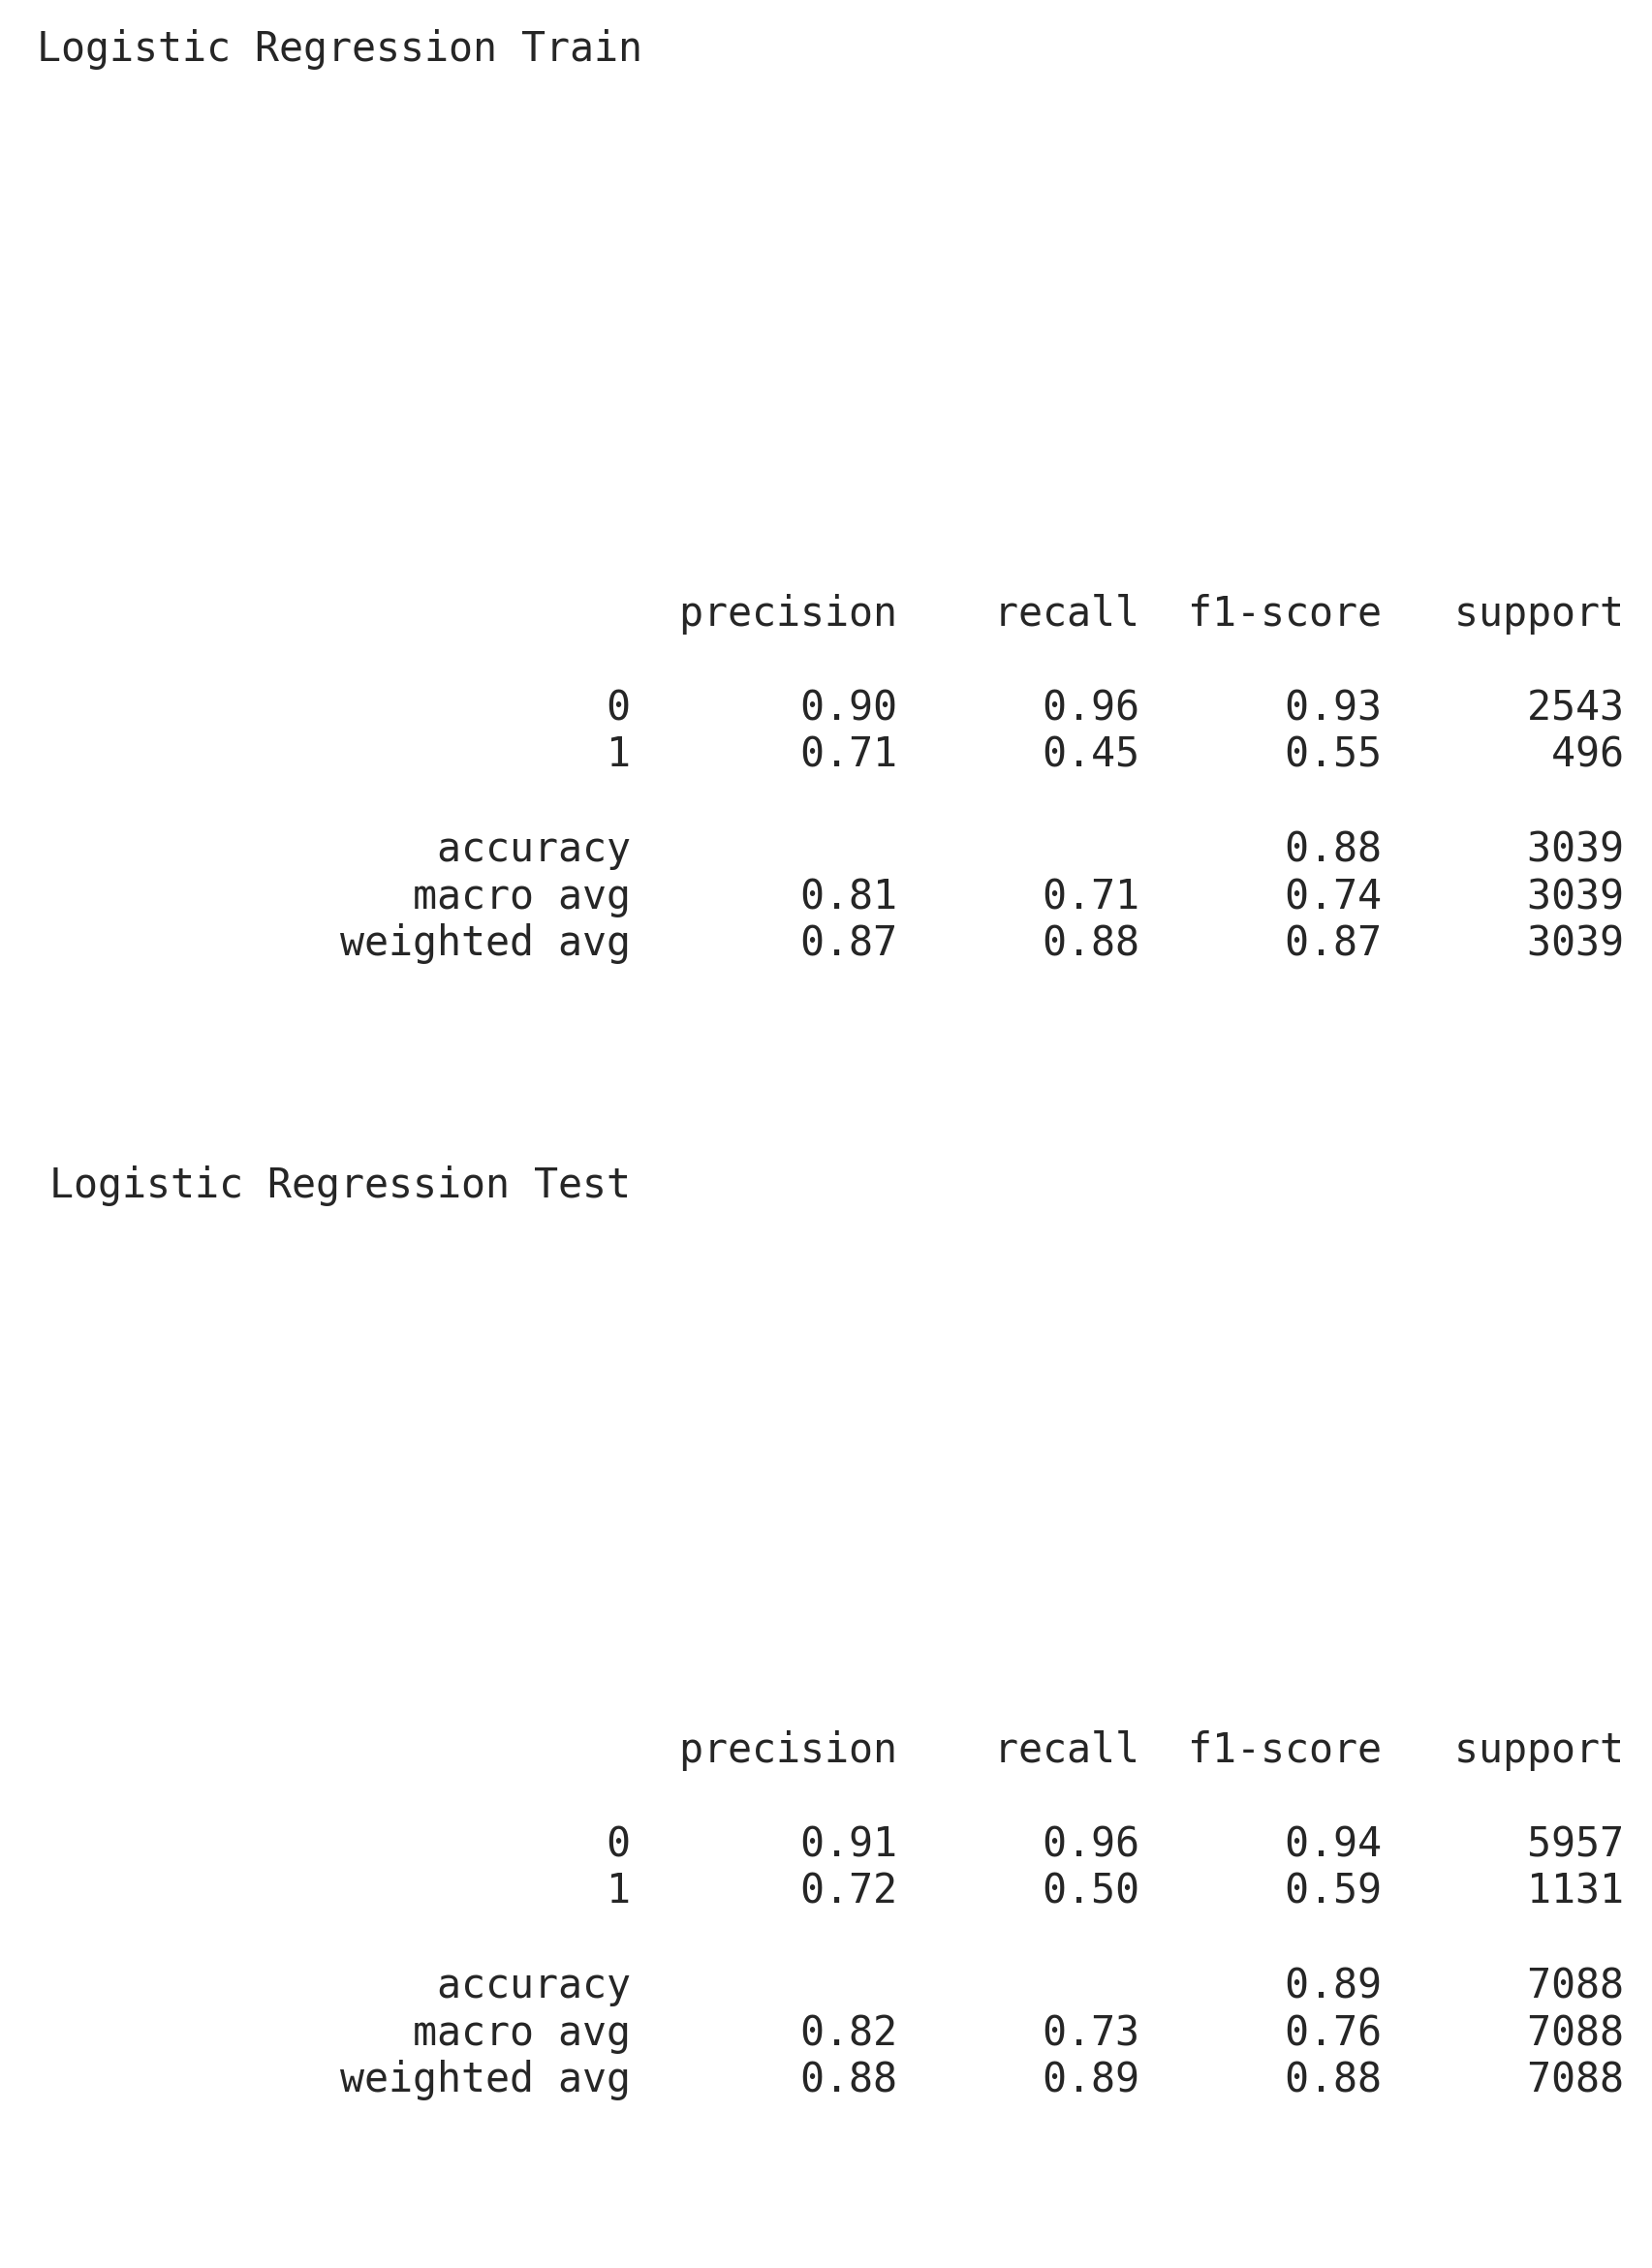 Logistic Regression Train
precision recall f1-score support
0 0.90 0.96 0.93 2543
1 0.71 0.45 0.55 496
accuracy 0.88 3039
macro avg 0.81 0.71 0.74 3039
weighted avg 0.87 0.88 0.87 3039
Logistic Regression Test
precision recall f1-score support
0 0.91 0.96 0.94 5957
1 0.72 0.50 0.59 1131
accuracy 0.89 7088
macro avg 0.82 0.73 0.76 7088
weighted avg 0.88 0.89 0.88 7088